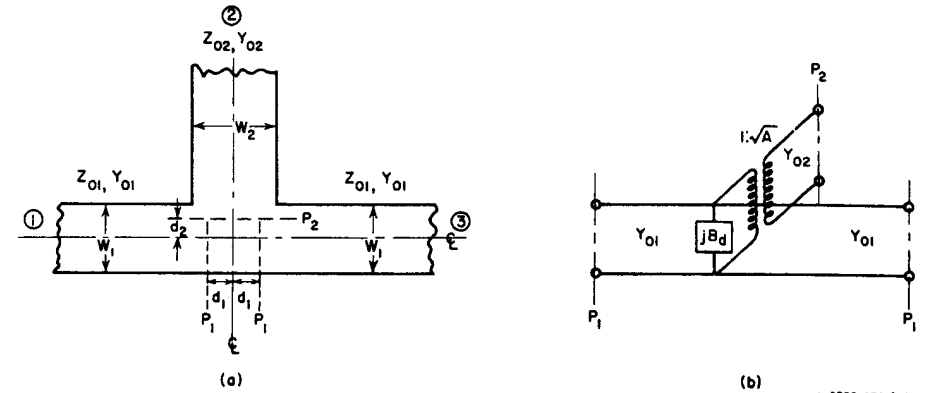 ②
Z02, Y02
W2
Z01, Y01
Z01, Y01
①
③
d2
P2
W1
W1
℄
d1
d1
P1
P1
℄
(a)
P2
1:√A
Y02
Y01
jBd
Y01
P1
P1
(b)